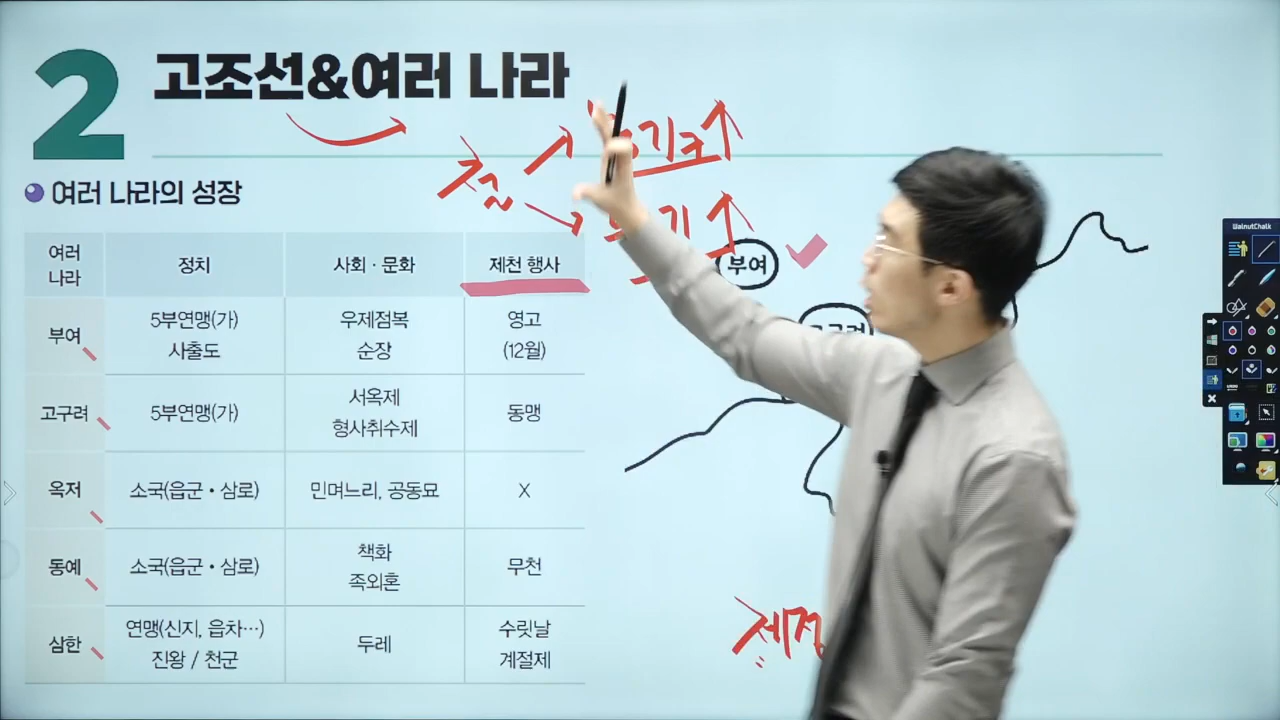 2
고조선&여러 나라
여러 나라의 성장
여러 나라
정치
사회·문화
제천 행사
부여
5부연맹(가)
사출도
우제점복
순장
영고
(12월)
고구려
5부연맹(가)
서옥제
형사취수제
동맹
옥저
소국(읍군·삼로)
민며느리, 공동묘
X
동예
소국(읍군·삼로)
책화
족외혼
무천
삼한
연맹(신지, 읍차…)
진왕 / 천군
두레
수릿날
계절제
철
부여
제정
WalnutChalk